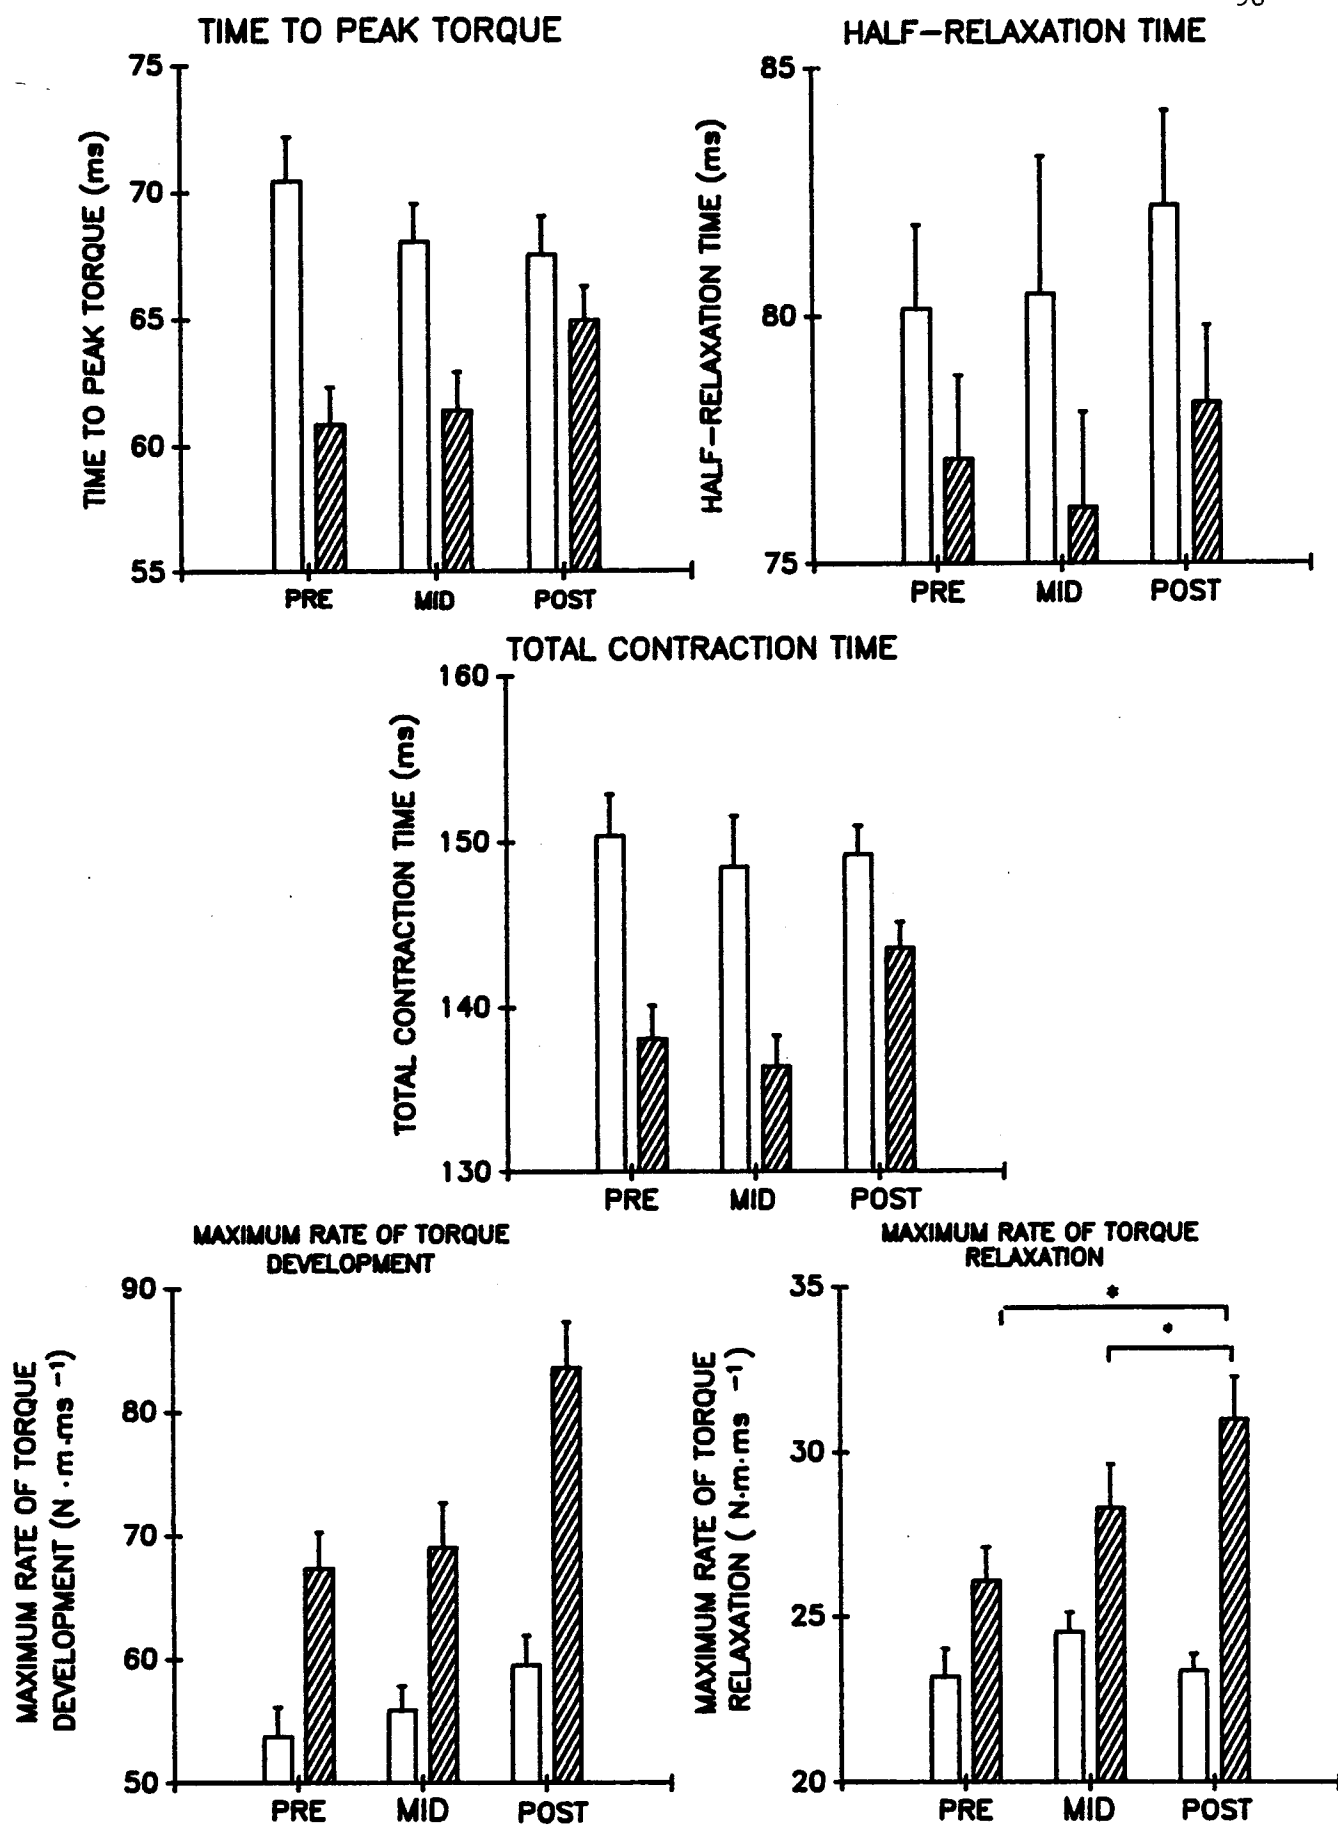 TIME TO PEAK TORQUE
75
70
65
60
55
TIME TO PEAK TORQUE (ms)
PRE MID POST
HALF-RELAXATION TIME
85
80
75
HALF-RELAXATION TIME (ms)
PRE MID POST
TOTAL CONTRACTION TIME
160
150
140
130
TOTAL CONTRACTION TIME (ms)
PRE MID POST
MAXIMUM RATE OF TORQUE
DEVELOPMENT
90
80
70
60
50
MAXIMUM RATE OF TORQUE
DEVELOPMENT (N·m·ms⁻¹)
PRE MID POST
MAXIMUM RATE OF TORQUE
RELAXATION
35
30
25
20
*
*
MAXIMUM RATE OF TORQUE
RELAXATION (N·m·ms⁻¹)
PRE MID POST